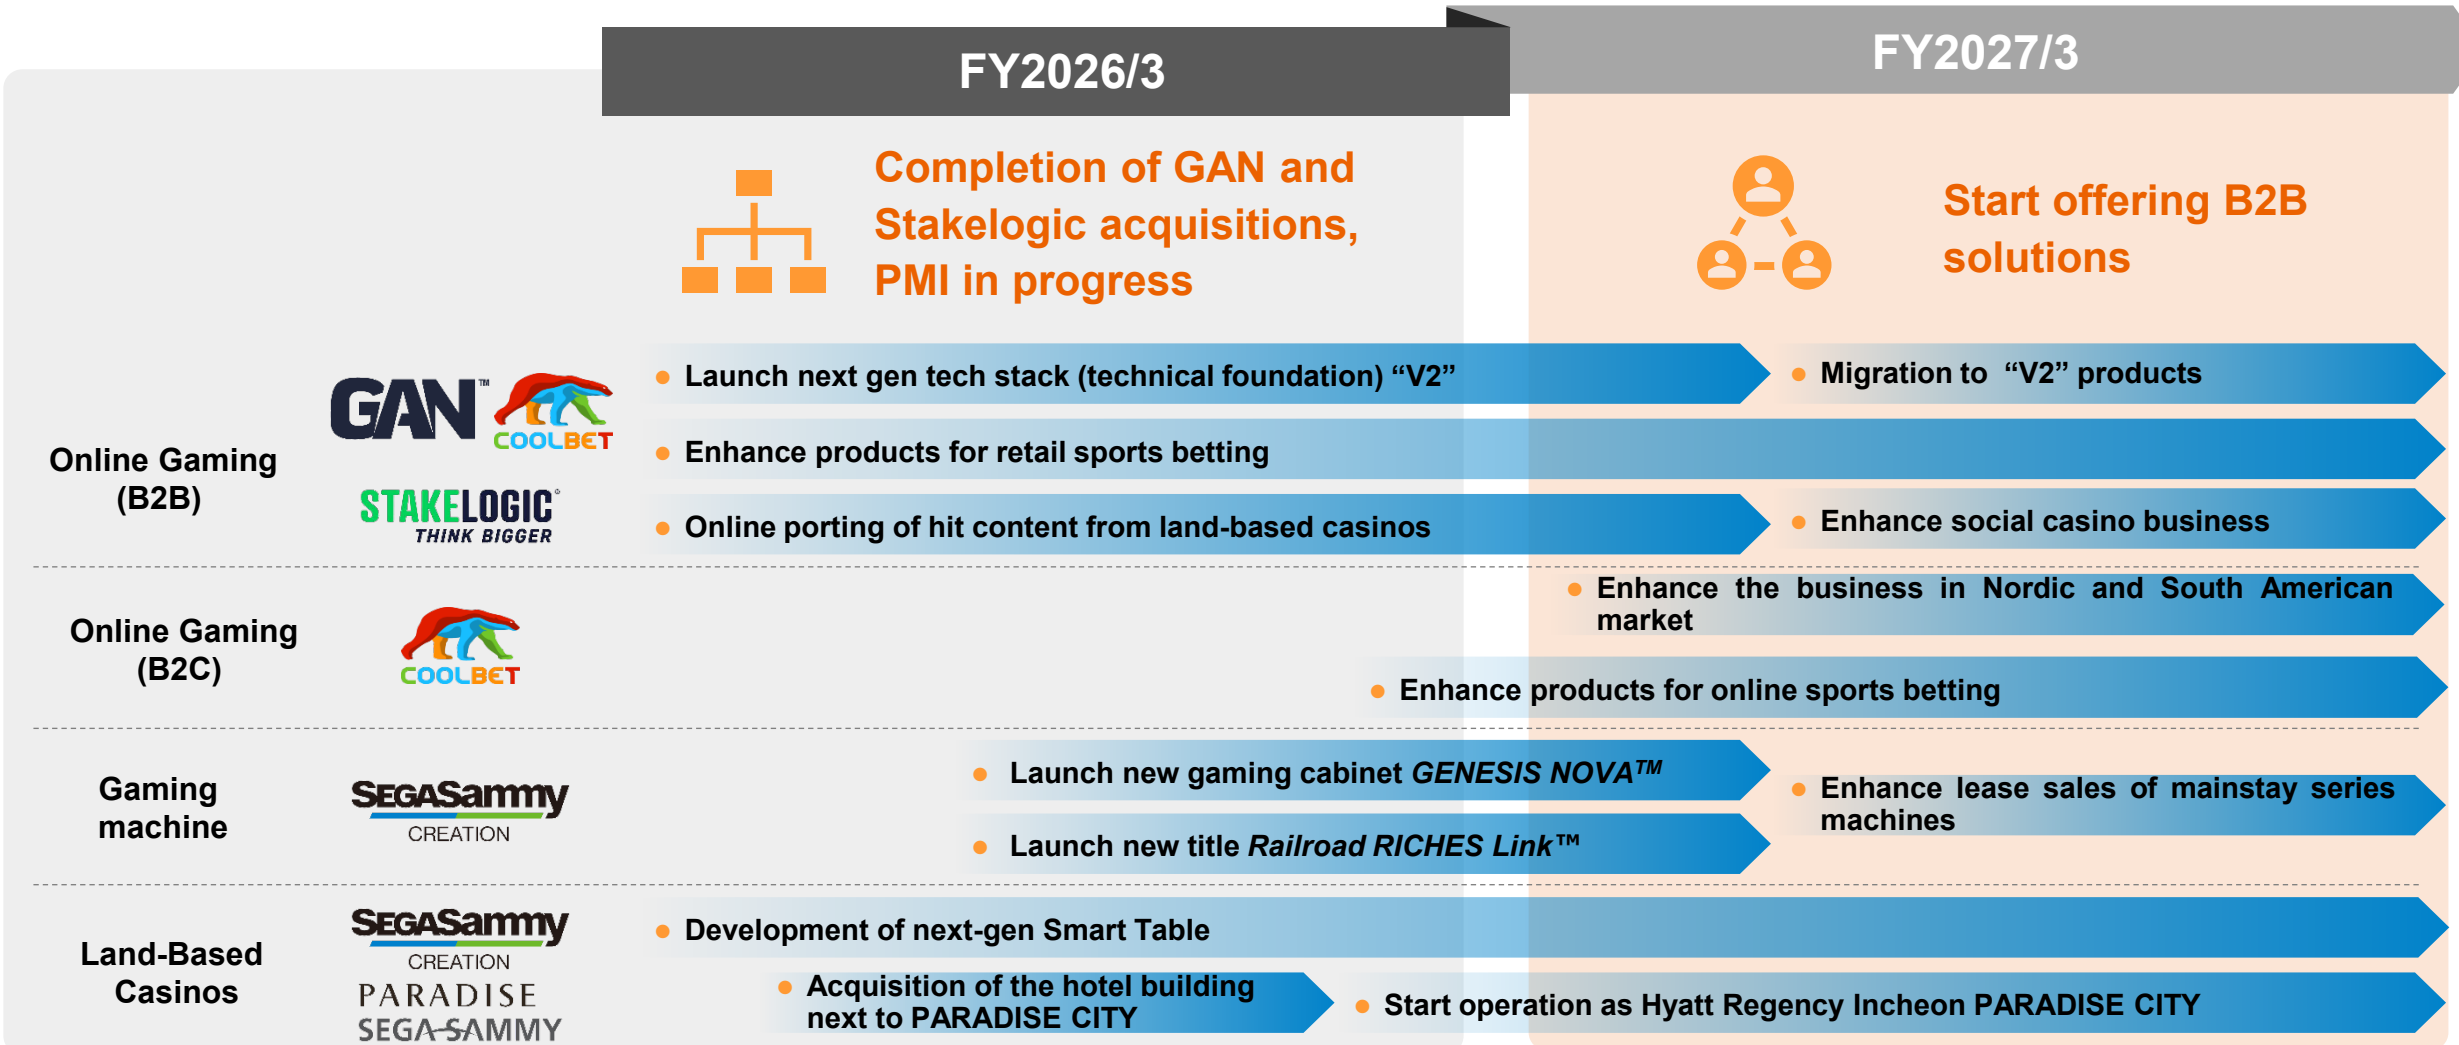 FY2026/3
FY2027/3
Completion of GAN and
Stakelogic acquisitions,
PMI in progress
Start offering B2B
solutions
Online Gaming
(B2B)
GAN™
COOLBET
STAKELOGIC®
THINK BIGGER
● Launch next gen tech stack (technical foundation) “V2”
● Migration to “V2” products
● Enhance products for retail sports betting
● Online porting of hit content from land-based casinos
● Enhance social casino business
Online Gaming
(B2C)
COOLBET
● Enhance the business in Nordic and South American
market
● Enhance products for online sports betting
Gaming
machine
SEGASammy
CREATION
● Launch new gaming cabinet GENESIS NOVA™
● Launch new title Railroad RICHES Link™
● Enhance lease sales of mainstay series
machines
Land-Based
Casinos
SEGASammy
CREATION
PARADISE
SEGA-SAMMY
● Development of next-gen Smart Table
● Acquisition of the hotel building
next to PARADISE CITY
● Start operation as Hyatt Regency Incheon PARADISE CITY